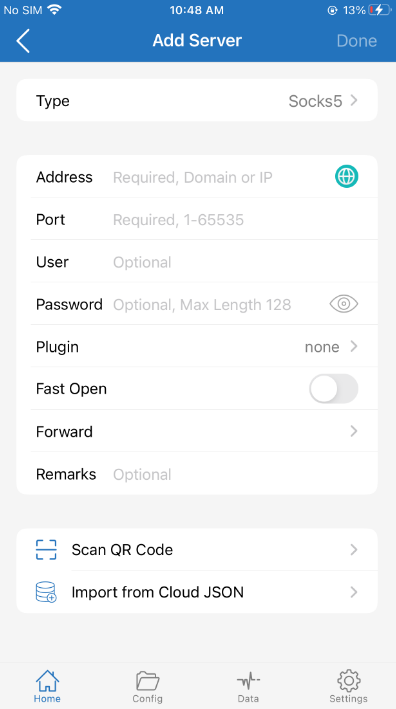 No SIM 10:48 AM 13%
Add Server Done
Type Socks5
Address Required, Domain or IP
Port Required, 1-65535
User Optional
Password Optional, Max Length 128
Plugin none
Fast Open
Forward
Remarks Optional
Scan QR Code
Import from Cloud JSON
Home Config Data Settings